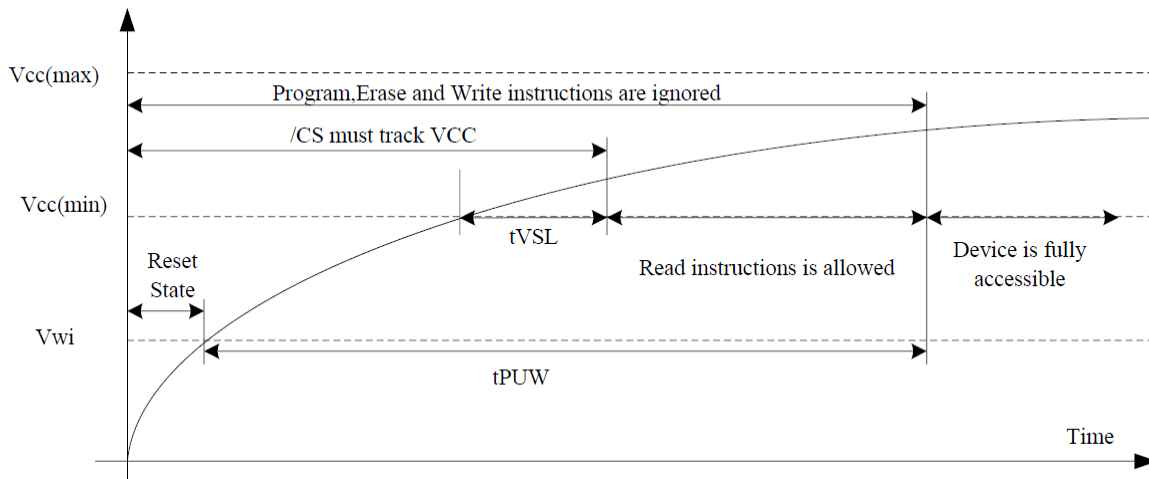 Vcc(max)
Program,Erase and Write instructions are ignored
/CS must track VCC
Vcc(min)
tVSL
Reset
State
Read instructions is allowed
Device is fully
accessible
Vwi
tPUW
Time